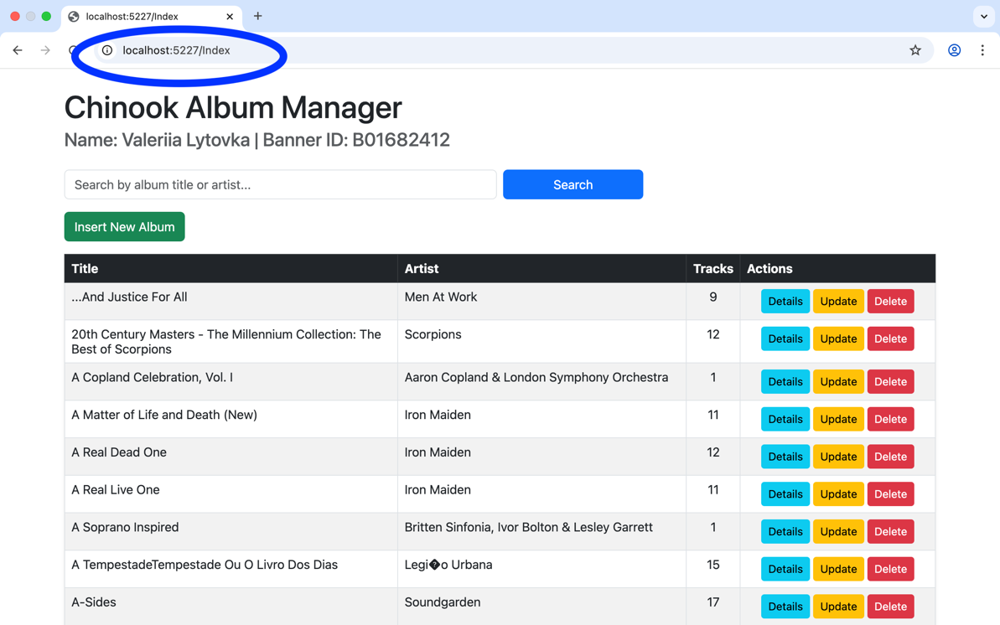 localhost:5227/Index
localhost:5227/Index
Chinook Album Manager
Name: Valeriia Lytovka | Banner ID: B01682412
Search by album title or artist...
Search
Insert New Album
Title Artist Tracks Actions
...And Justice For All Men At Work 9 Details Update Delete
20th Century Masters - The Millennium Collection: The
Best of Scorpions Scorpions 12 Details Update Delete
A Copland Celebration, Vol. I Aaron Copland & London Symphony Orchestra 1 Details Update Delete
A Matter of Life and Death (New) Iron Maiden 11 Details Update Delete
A Real Dead One Iron Maiden 12 Details Update Delete
A Real Live One Iron Maiden 11 Details Update Delete
A Soprano Inspired Britten Sinfonia, Ivor Bolton & Lesley Garrett 1 Details Update Delete
A TempestadeTempestade Ou O Livro Dos Dias Legi�o Urbana 15 Details Update Delete
A-Sides Soundgarden 17 Details Update Delete